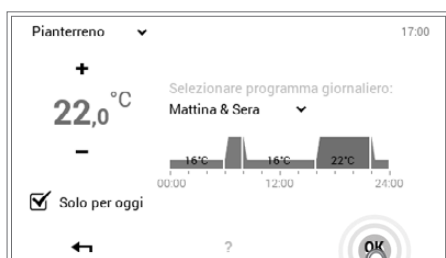 Pianterreno
17:00
+
22,0 °C
−
Selezionare programma giornaliero:
Mattina & Sera
16°C 16°C 22°C
00:00 12:00 24:00
Solo per oggi
?
OK